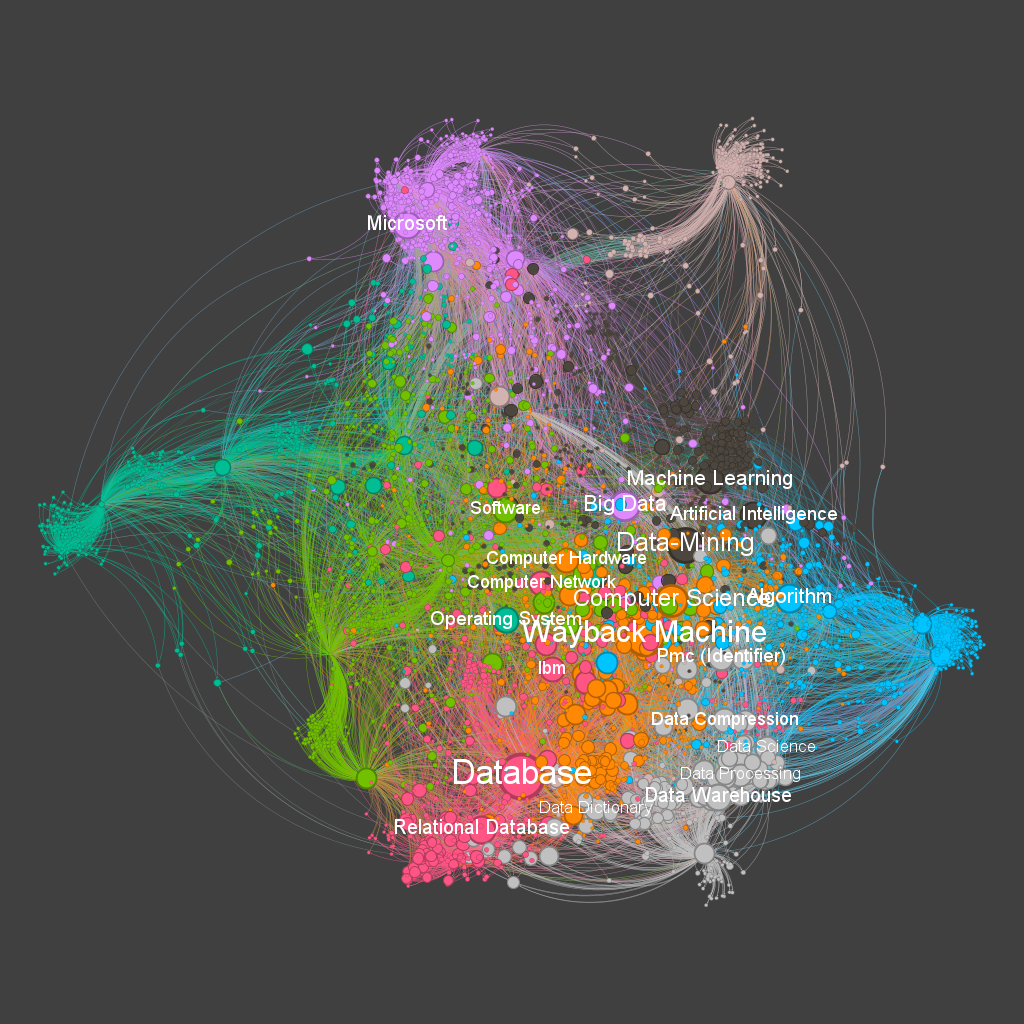 Microsoft
Machine Learning
Big Data
Software
Artificial Intelligence
Data-Mining
Computer Hardware
Computer Network
Computer Science
Algorithm
Operating System
Wayback Machine
Pmc (Identifier)
Ibm
Data Compression
Data Science
Database
Data Processing
Data Warehouse
Data Dictionary
Relational Database